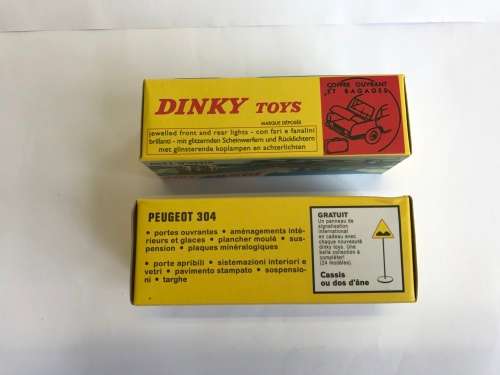 DINKY TOYS
MARQUE DÉPOSÉE
jewelled front and rear lights - con fari e fanalini
brillanti - mit glitzernden Scheinwerfern und Rücklichtern
met glinsterende koplampen en achterlichten
COFFRE OUVRANT
ET BAGAGES
PEUGEOT 304
• portes ouvrantes • aménagements inté-
rieurs et glaces • plancher moulé • sus-
pension • plaques minéralogiques
• porte apribili • sistemazioni interiori e
vetri • pavimento stampato • sospensio-
ni • targhe
GRATUIT
Un panneau de
signalisation
international
en cadeau avec
chaque nouveauté
dinky toys. Une
belle collection à
compléter!
(24 modèles).
Cassis
ou dos d'âne